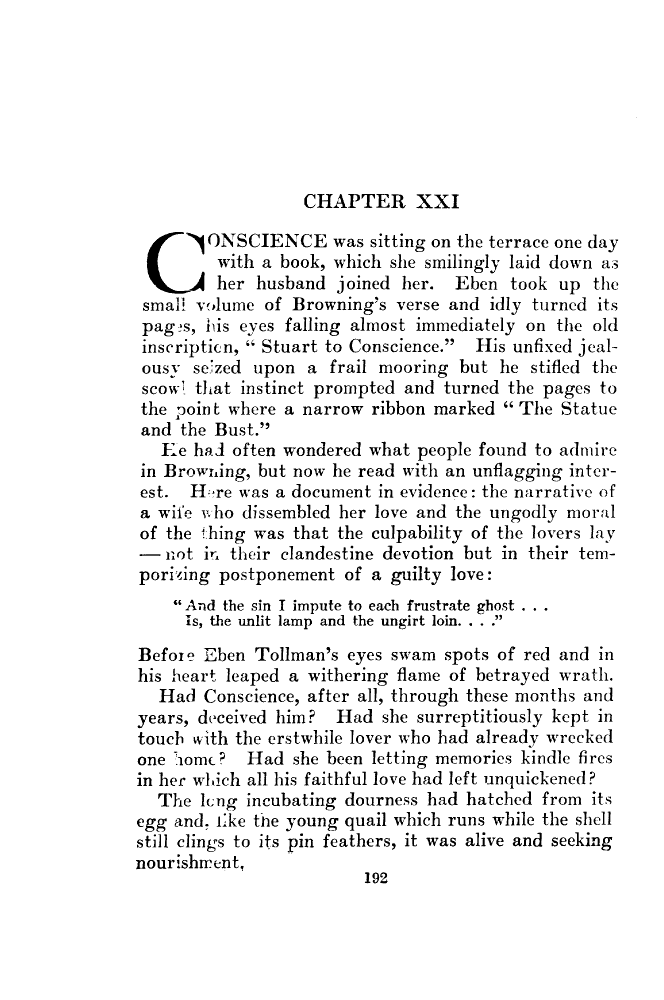 CHAPTER XXI
CONSCIENCE was sitting on the terrace one day
with a book, which she smilingly laid down as
her husband joined her. Eben took up the
small volume of Browning's verse and idly turned its
pages, his eyes falling almost immediately on the old
inscription, “ Stuart to Conscience.” His unfixed jeal-
ousy seized upon a frail mooring but he stifled the
scowl that instinct prompted and turned the pages to
the point where a narrow ribbon marked “ The Statue
and the Bust.”
He had often wondered what people found to admire
in Browning, but now he read with an unflagging inter-
est. Here was a document in evidence: the narrative of
a wife who dissembled her love and the ungodly moral
of the thing was that the culpability of the lovers lay
— not in their clandestine devotion but in their tem-
porizing postponement of a guilty love:
“ And the sin I impute to each frustrate ghost . . .
Is, the unlit lamp and the ungirt loin. . . .”
Before Eben Tollman's eyes swam spots of red and in
his heart leaped a withering flame of betrayed wrath.
Had Conscience, after all, through these months and
years, deceived him? Had she surreptitiously kept in
touch with the erstwhile lover who had already wrecked
one home? Had she been letting memories kindle fires
in her which all his faithful love had left unquickened?
The long incubating dourness had hatched from its
egg and, like the young quail which runs while the shell
still clings to its pin feathers, it was alive and seeking
nourishment,
192